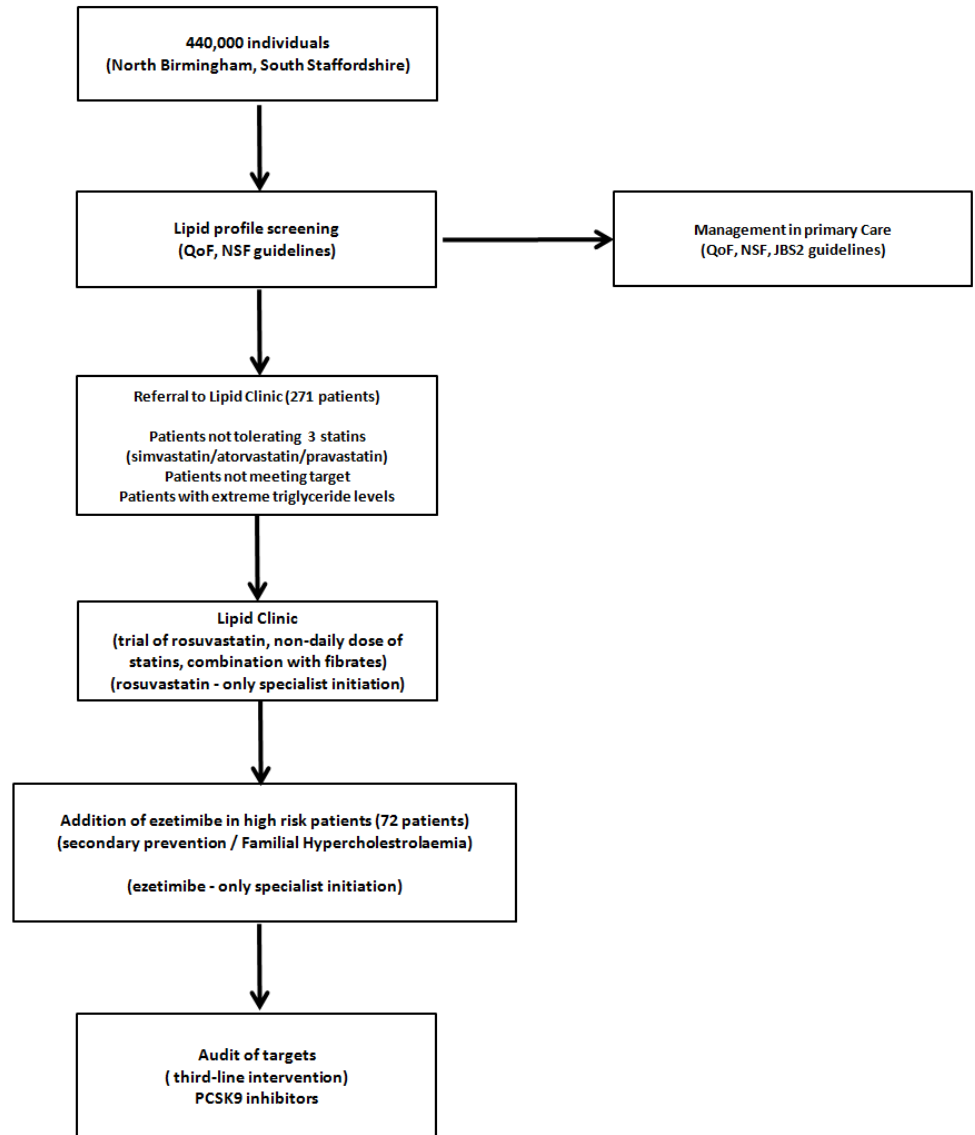 440,000 individuals
(North Birmingham, South Staffordshire)
Lipid profile screening
(QoF, NSF guidelines)
Management in primary Care
(QoF, NSF, JBS2 guidelines)
Referral to Lipid Clinic (271 patients)
Patients not tolerating 3 statins
(simvastatin/atorvastatin/pravastatin)
Patients not meeting target
Patients with extreme triglyceride levels
Lipid Clinic
(trial of rosuvastatin, non-daily dose of
statins, combination with fibrates)
(rosuvastatin - only specialist initiation)
Addition of ezetimibe in high risk patients (72 patients)
(secondary prevention / Familial Hypercholestrolaemia)
(ezetimibe - only specialist initiation)
Audit of targets
( third-line intervention)
PCSK9 inhibitors